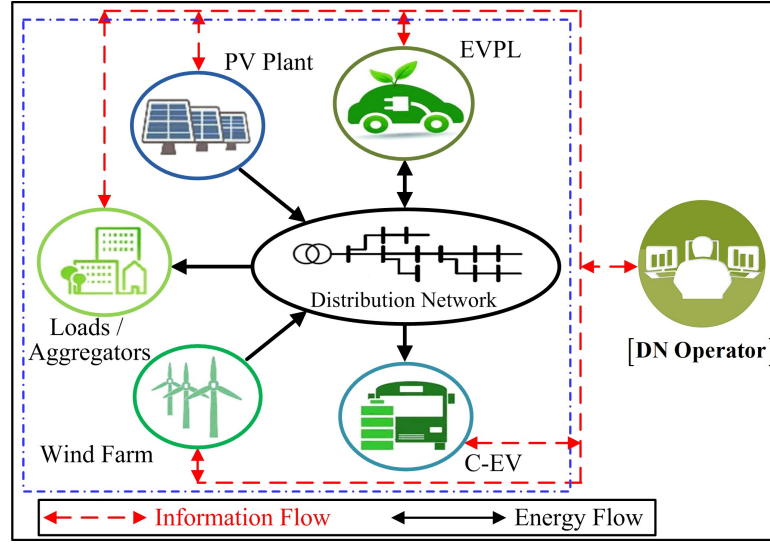 PV Plant
EVPL
Distribution Network
Loads /
Aggregators
[DN Operator]
Wind Farm
C-EV
Information Flow
Energy Flow